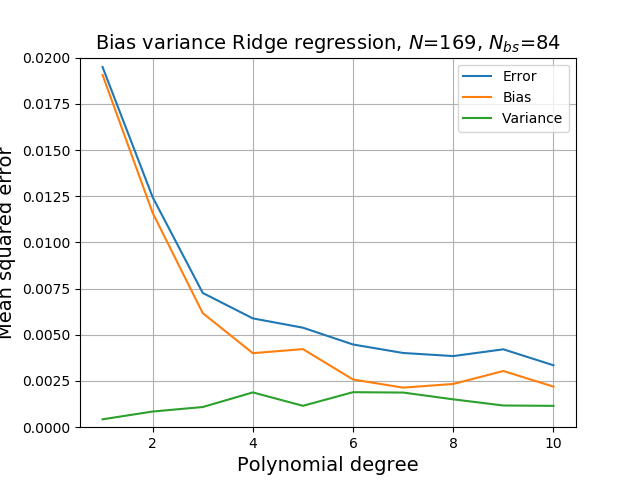 Bias variance Ridge regression, N=169, N_bs=84
0.0200
0.0175
0.0150
0.0125
0.0100
0.0075
0.0050
0.0025
0.0000
Mean squared error
Error
Bias
Variance
2 4 6 8 10
Polynomial degree